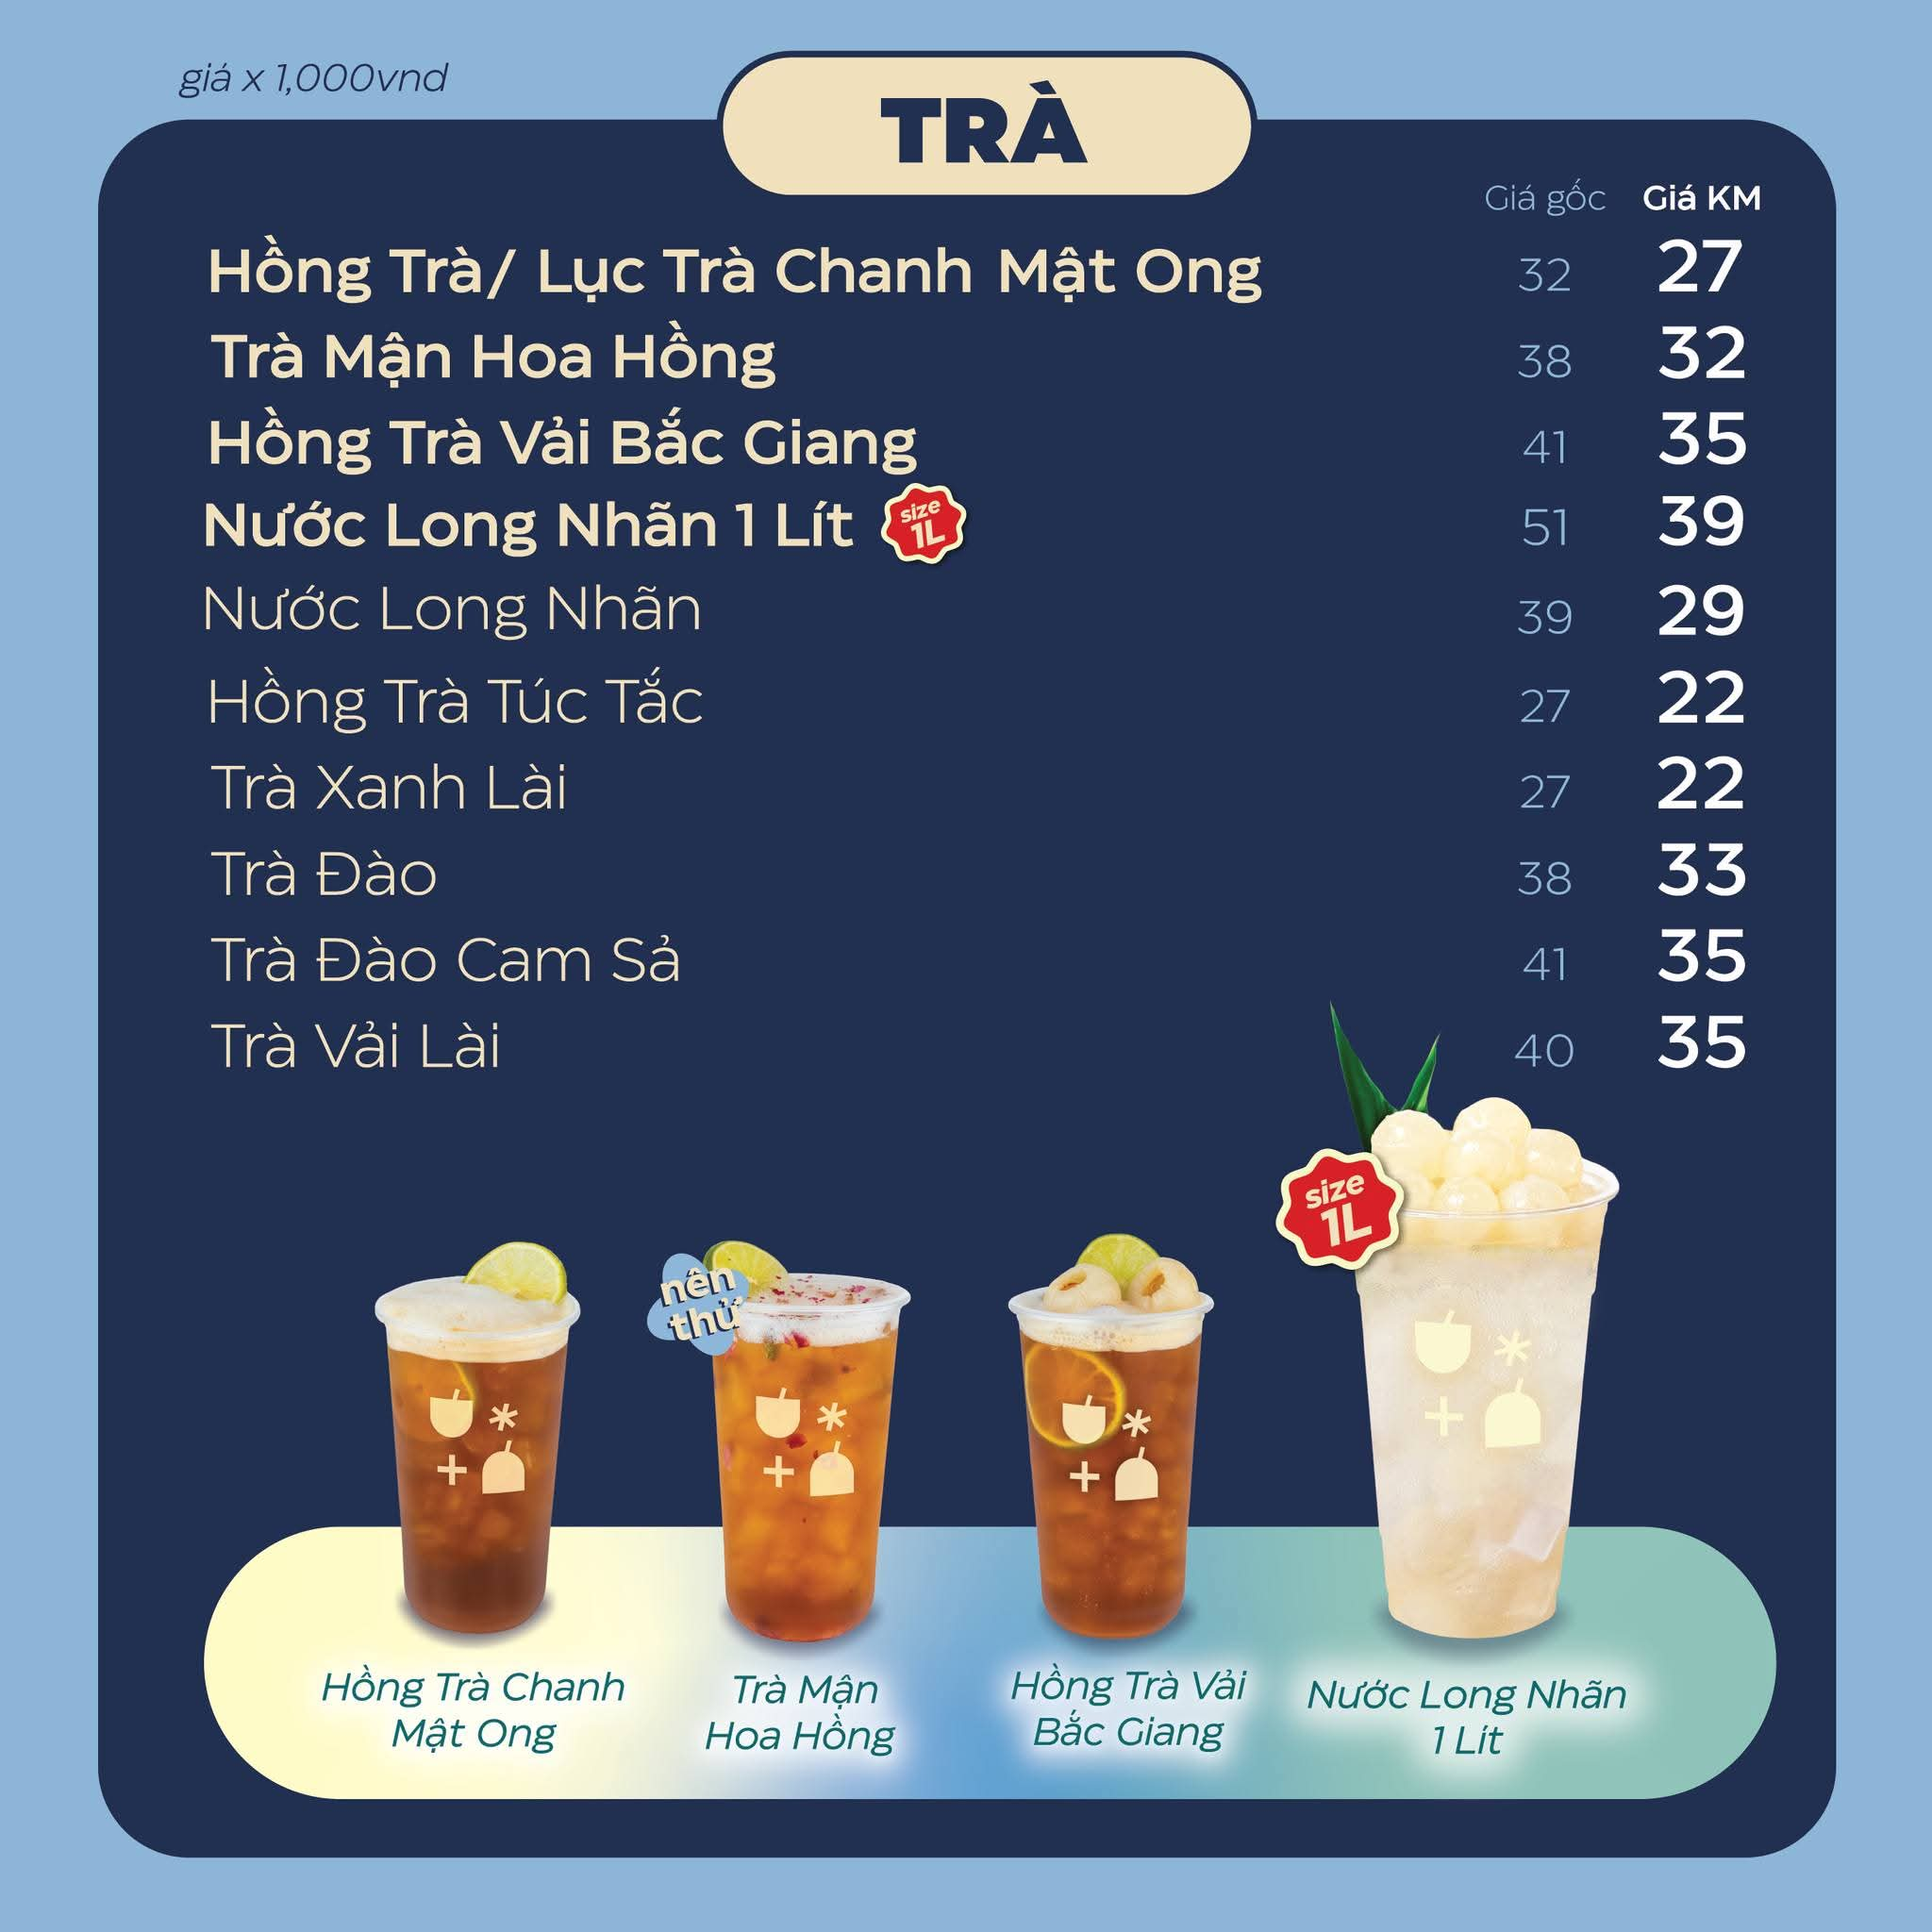 giá x 1,000vnd
TRÀ
Giá gốc Giá KM
Hồng Trà/ Lục Trà Chanh Mật Ong 32 27
Trà Mận Hoa Hồng 38 32
Hồng Trà Vải Bắc Giang 41 35
Nước Long Nhãn 1 Lít size 1L 51 39
Nước Long Nhãn 39 29
Hồng Trà Túc Tắc 27 22
Trà Xanh Lài 27 22
Trà Đào 38 33
Trà Đào Cam Sả 41 35
Trà Vải Lài 40 35
size
1L
nên
thử
Hồng Trà Chanh
Mật Ong
Trà Mận
Hoa Hồng
Hồng Trà Vải
Bắc Giang
Nước Long Nhãn
1 Lít